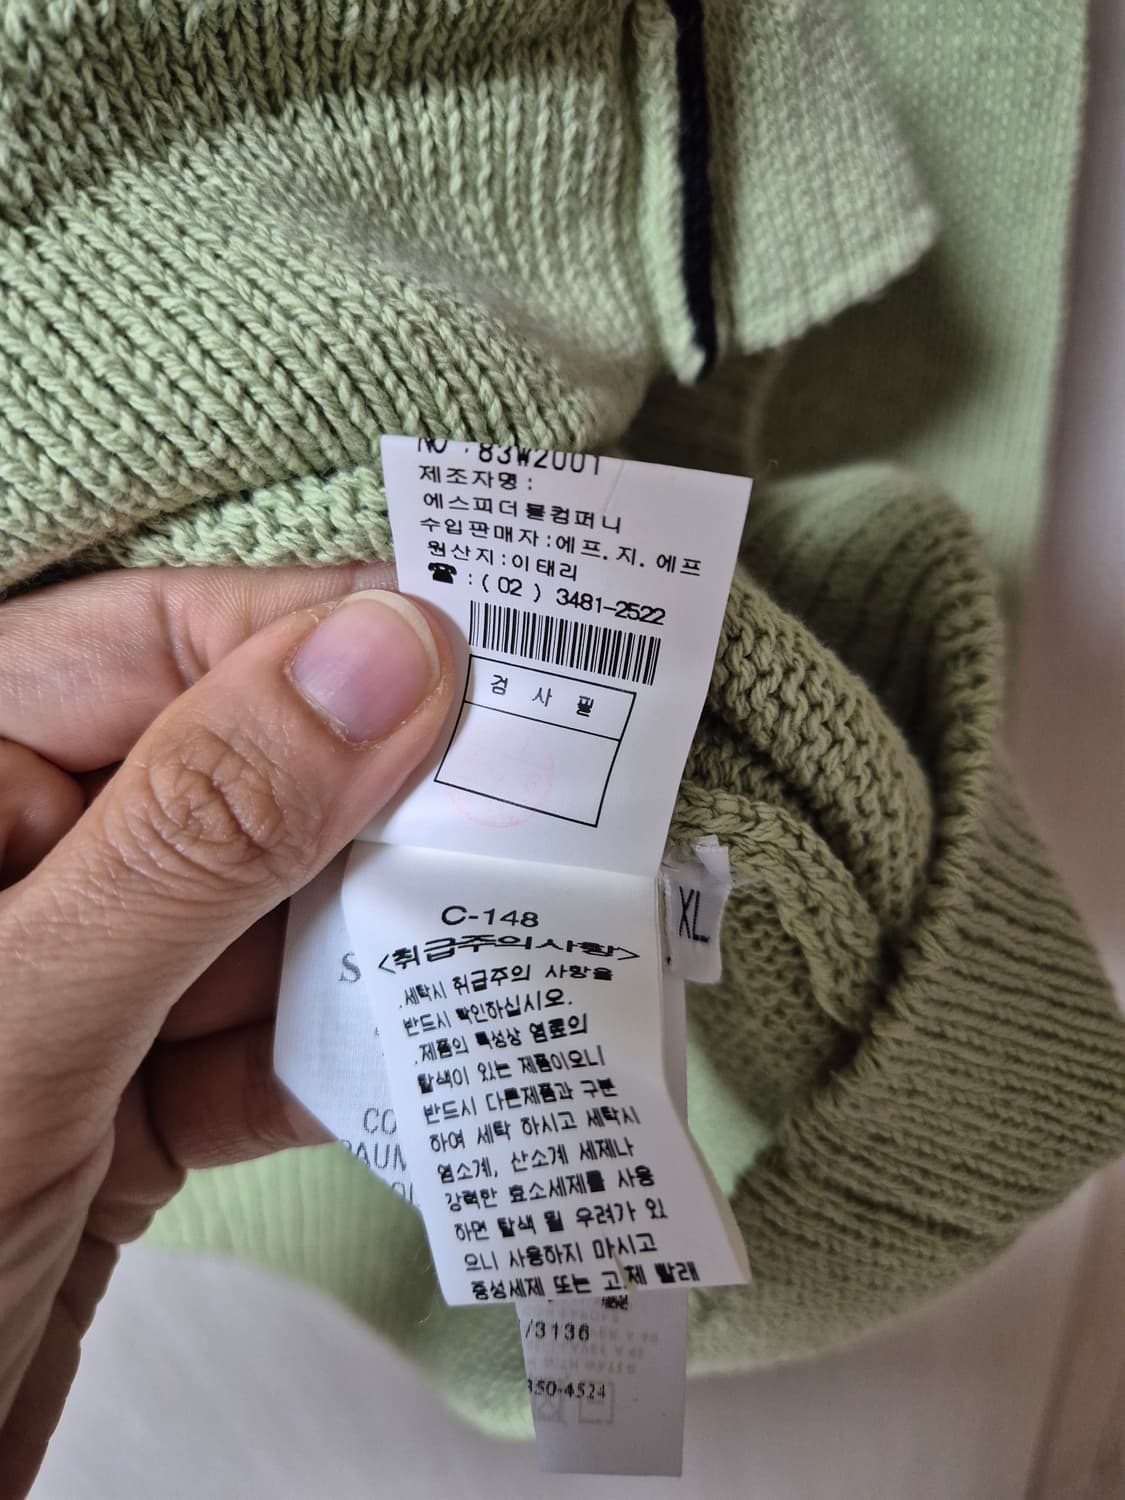 NO : 83W2001
제조자명 :
에스피더블컴퍼니
수입판매자 : 에프. 지. 에프
원산지 : 이태리
☎ : ( 02 ) 3481-2522
검 사 필
XL
C-148
<취급주의사항>
.세탁시 취급주의 사항을
반드시 확인하십시오.
.제품의 특성상 염료의
탈색이 있는 제품이오니
반드시 다른제품과 구분
하여 세탁 하시고 세탁시
염소계, 산소계 세제나
강력한 효소세제를 사용
하면 탈색 될 우려가 있
으니 사용하지 마시고
중성세제 또는 고
제 빨래
S
CO
/3136
350-4524